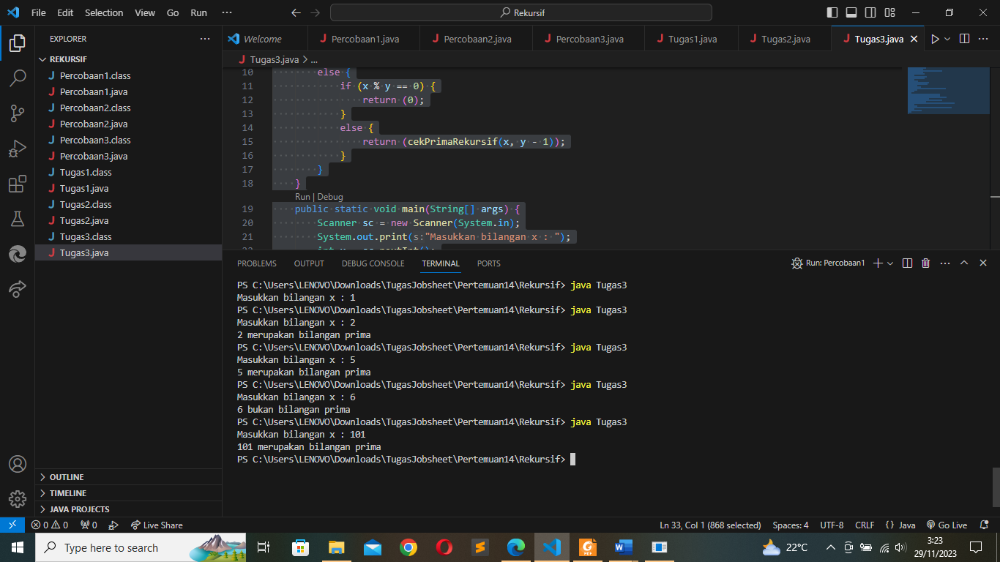 File Edit Selection View Go Run ··· Rekursif
EXPLORER ···
REKURSIF
Percobaan1.class
Percobaan1.java
Percobaan2.class
Percobaan2.java
Percobaan3.class
Percobaan3.java
Tugas1.class
Tugas1.java
Tugas2.class
Tugas2.java
Tugas3.class
Tugas3.java
OUTLINE
TIMELINE
JAVA PROJECTS
Welcome Percobaan1.java Percobaan2.java Percobaan3.java Tugas1.java Tugas2.java Tugas3.java ···
Tugas3.java > ...
10 else {
11 if (x % y == 0) {
12 return (0);
13 }
14 else {
15 return (cekPrimaRekursif(x, y - 1));
16 }
17 }
18 }
Run | Debug
19 public static void main(String[] args) {
20 Scanner sc = new Scanner(System.in);
21 System.out.print(s:"Masukkan bilangan x : ");
PROBLEMS OUTPUT DEBUG CONSOLE TERMINAL PORTS Run: Percobaan1 ···
PS C:\Users\LENOVO\Downloads\TugasJobsheet\Pertemuan14\Rekursif> java Tugas3
Masukkan bilangan x : 1
PS C:\Users\LENOVO\Downloads\TugasJobsheet\Pertemuan14\Rekursif> java Tugas3
Masukkan bilangan x : 2
2 merupakan bilangan prima
PS C:\Users\LENOVO\Downloads\TugasJobsheet\Pertemuan14\Rekursif> java Tugas3
Masukkan bilangan x : 5
5 merupakan bilangan prima
PS C:\Users\LENOVO\Downloads\TugasJobsheet\Pertemuan14\Rekursif> java Tugas3
Masukkan bilangan x : 6
6 bukan bilangan prima
PS C:\Users\LENOVO\Downloads\TugasJobsheet\Pertemuan14\Rekursif> java Tugas3
Masukkan bilangan x : 101
101 merupakan bilangan prima
PS C:\Users\LENOVO\Downloads\TugasJobsheet\Pertemuan14\Rekursif>
0 0 0 Live Share Ln 33, Col 1 (868 selected) Spaces: 4 UTF-8 CRLF {} Java Go Live
Type here to search 22°C 3:23
29/11/2023